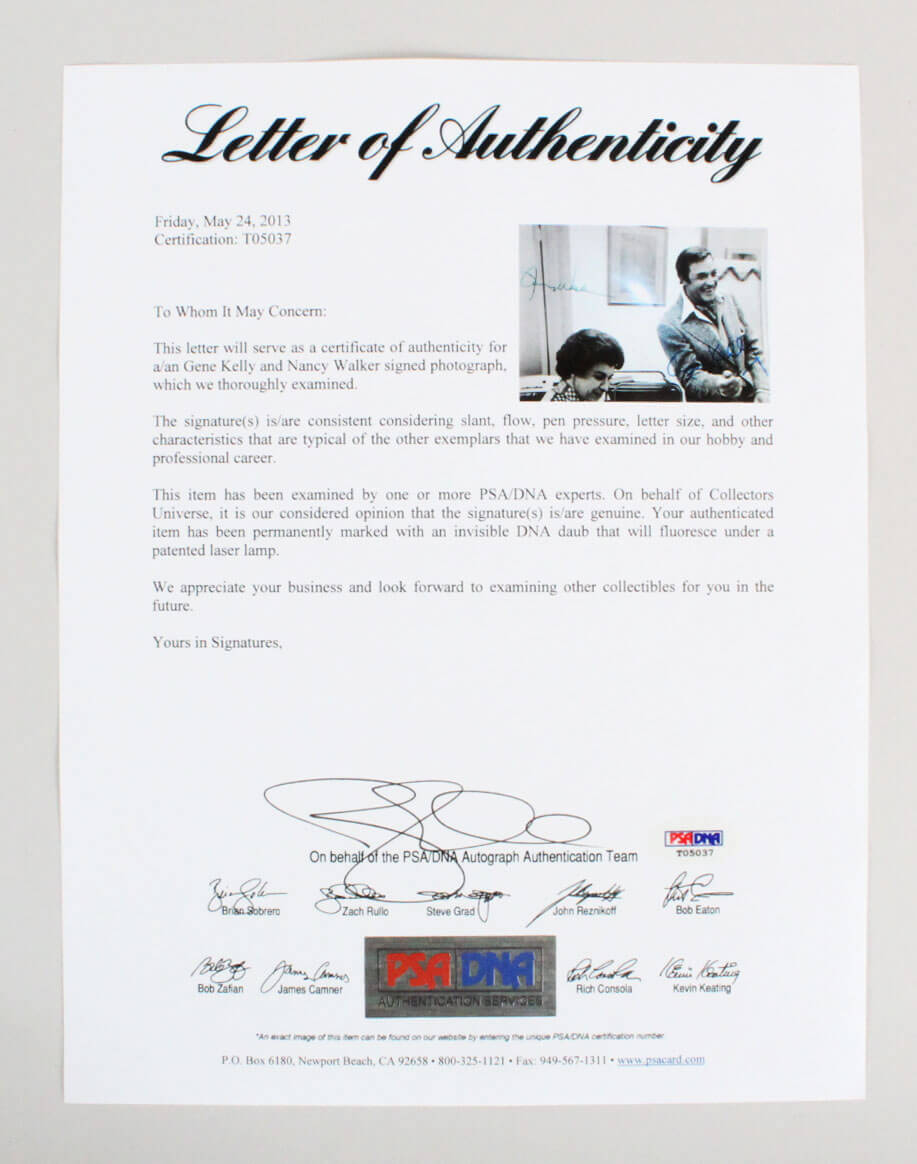 Letter of Authenticity
Friday, May 24, 2013
Certification: T05037
To Whom It May Concern:
This letter will serve as a certificate of authenticity for
a/an Gene Kelly and Nancy Walker signed photograph,
which we thoroughly examined.
The signature(s) is/are consistent considering slant, flow, pen pressure, letter size, and other
characteristics that are typical of the other exemplars that we have examined in our hobby and
professional career.
This item has been examined by one or more PSA/DNA experts. On behalf of Collectors
Universe, it is our considered opinion that the signature(s) is/are genuine. Your authenticated
item has been permanently marked with an invisible DNA daub that will fluoresce under a
patented laser lamp.
We appreciate your business and look forward to examining other collectibles for you in the
future.
Yours in Signatures,
On behalf of the PSA/DNA Autograph Authentication Team
PSA DNA
T05037
Brian Sobrero Zach Rullo Steve Grad John Reznikoff Bob Eaton
Bob Zafian James Camner Rich Consola Kevin Keating
PSA DNA
AUTHENTICATION SERVICES
*An exact image of this item can be found on our website by entering the unique PSA/DNA certification number.
P.O. Box 6180, Newport Beach, CA 92658 • 800-325-1121 • Fax: 949-567-1311 • www.psacard.com